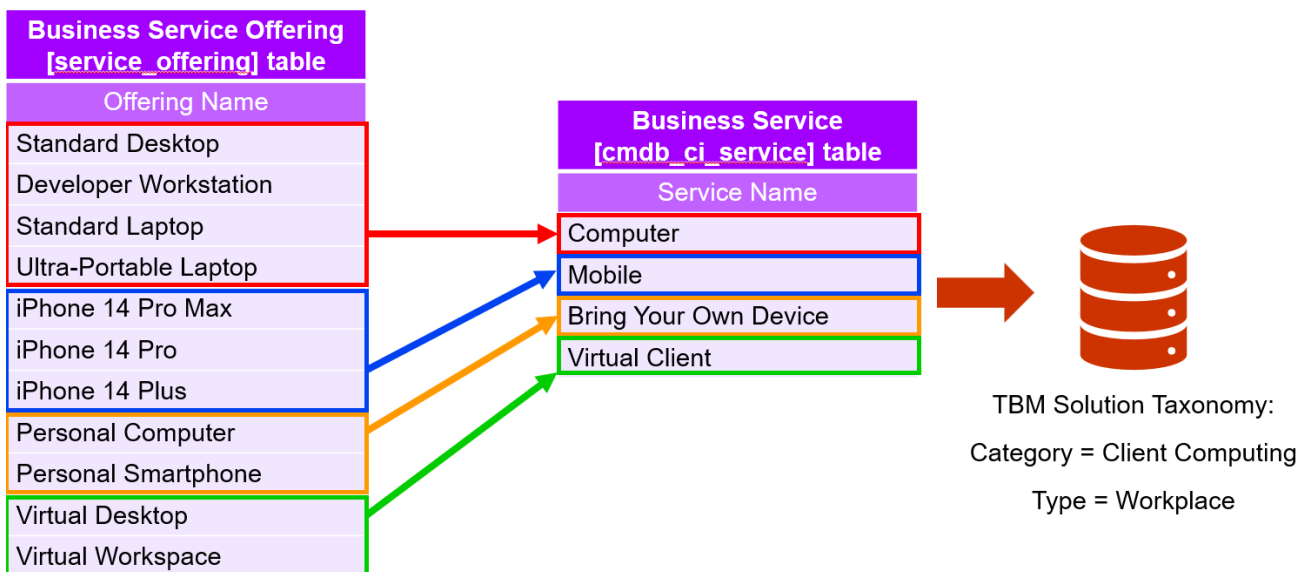 Business Service Offering
[service_offering] table
Offering Name
Standard Desktop
Developer Workstation
Standard Laptop
Ultra-Portable Laptop
iPhone 14 Pro Max
iPhone 14 Pro
iPhone 14 Plus
Personal Computer
Personal Smartphone
Virtual Desktop
Virtual Workspace
Business Service
[cmdb_ci_service] table
Service Name
Computer
Mobile
Bring Your Own Device
Virtual Client
TBM Solution Taxonomy:
Category = Client Computing
Type = Workplace